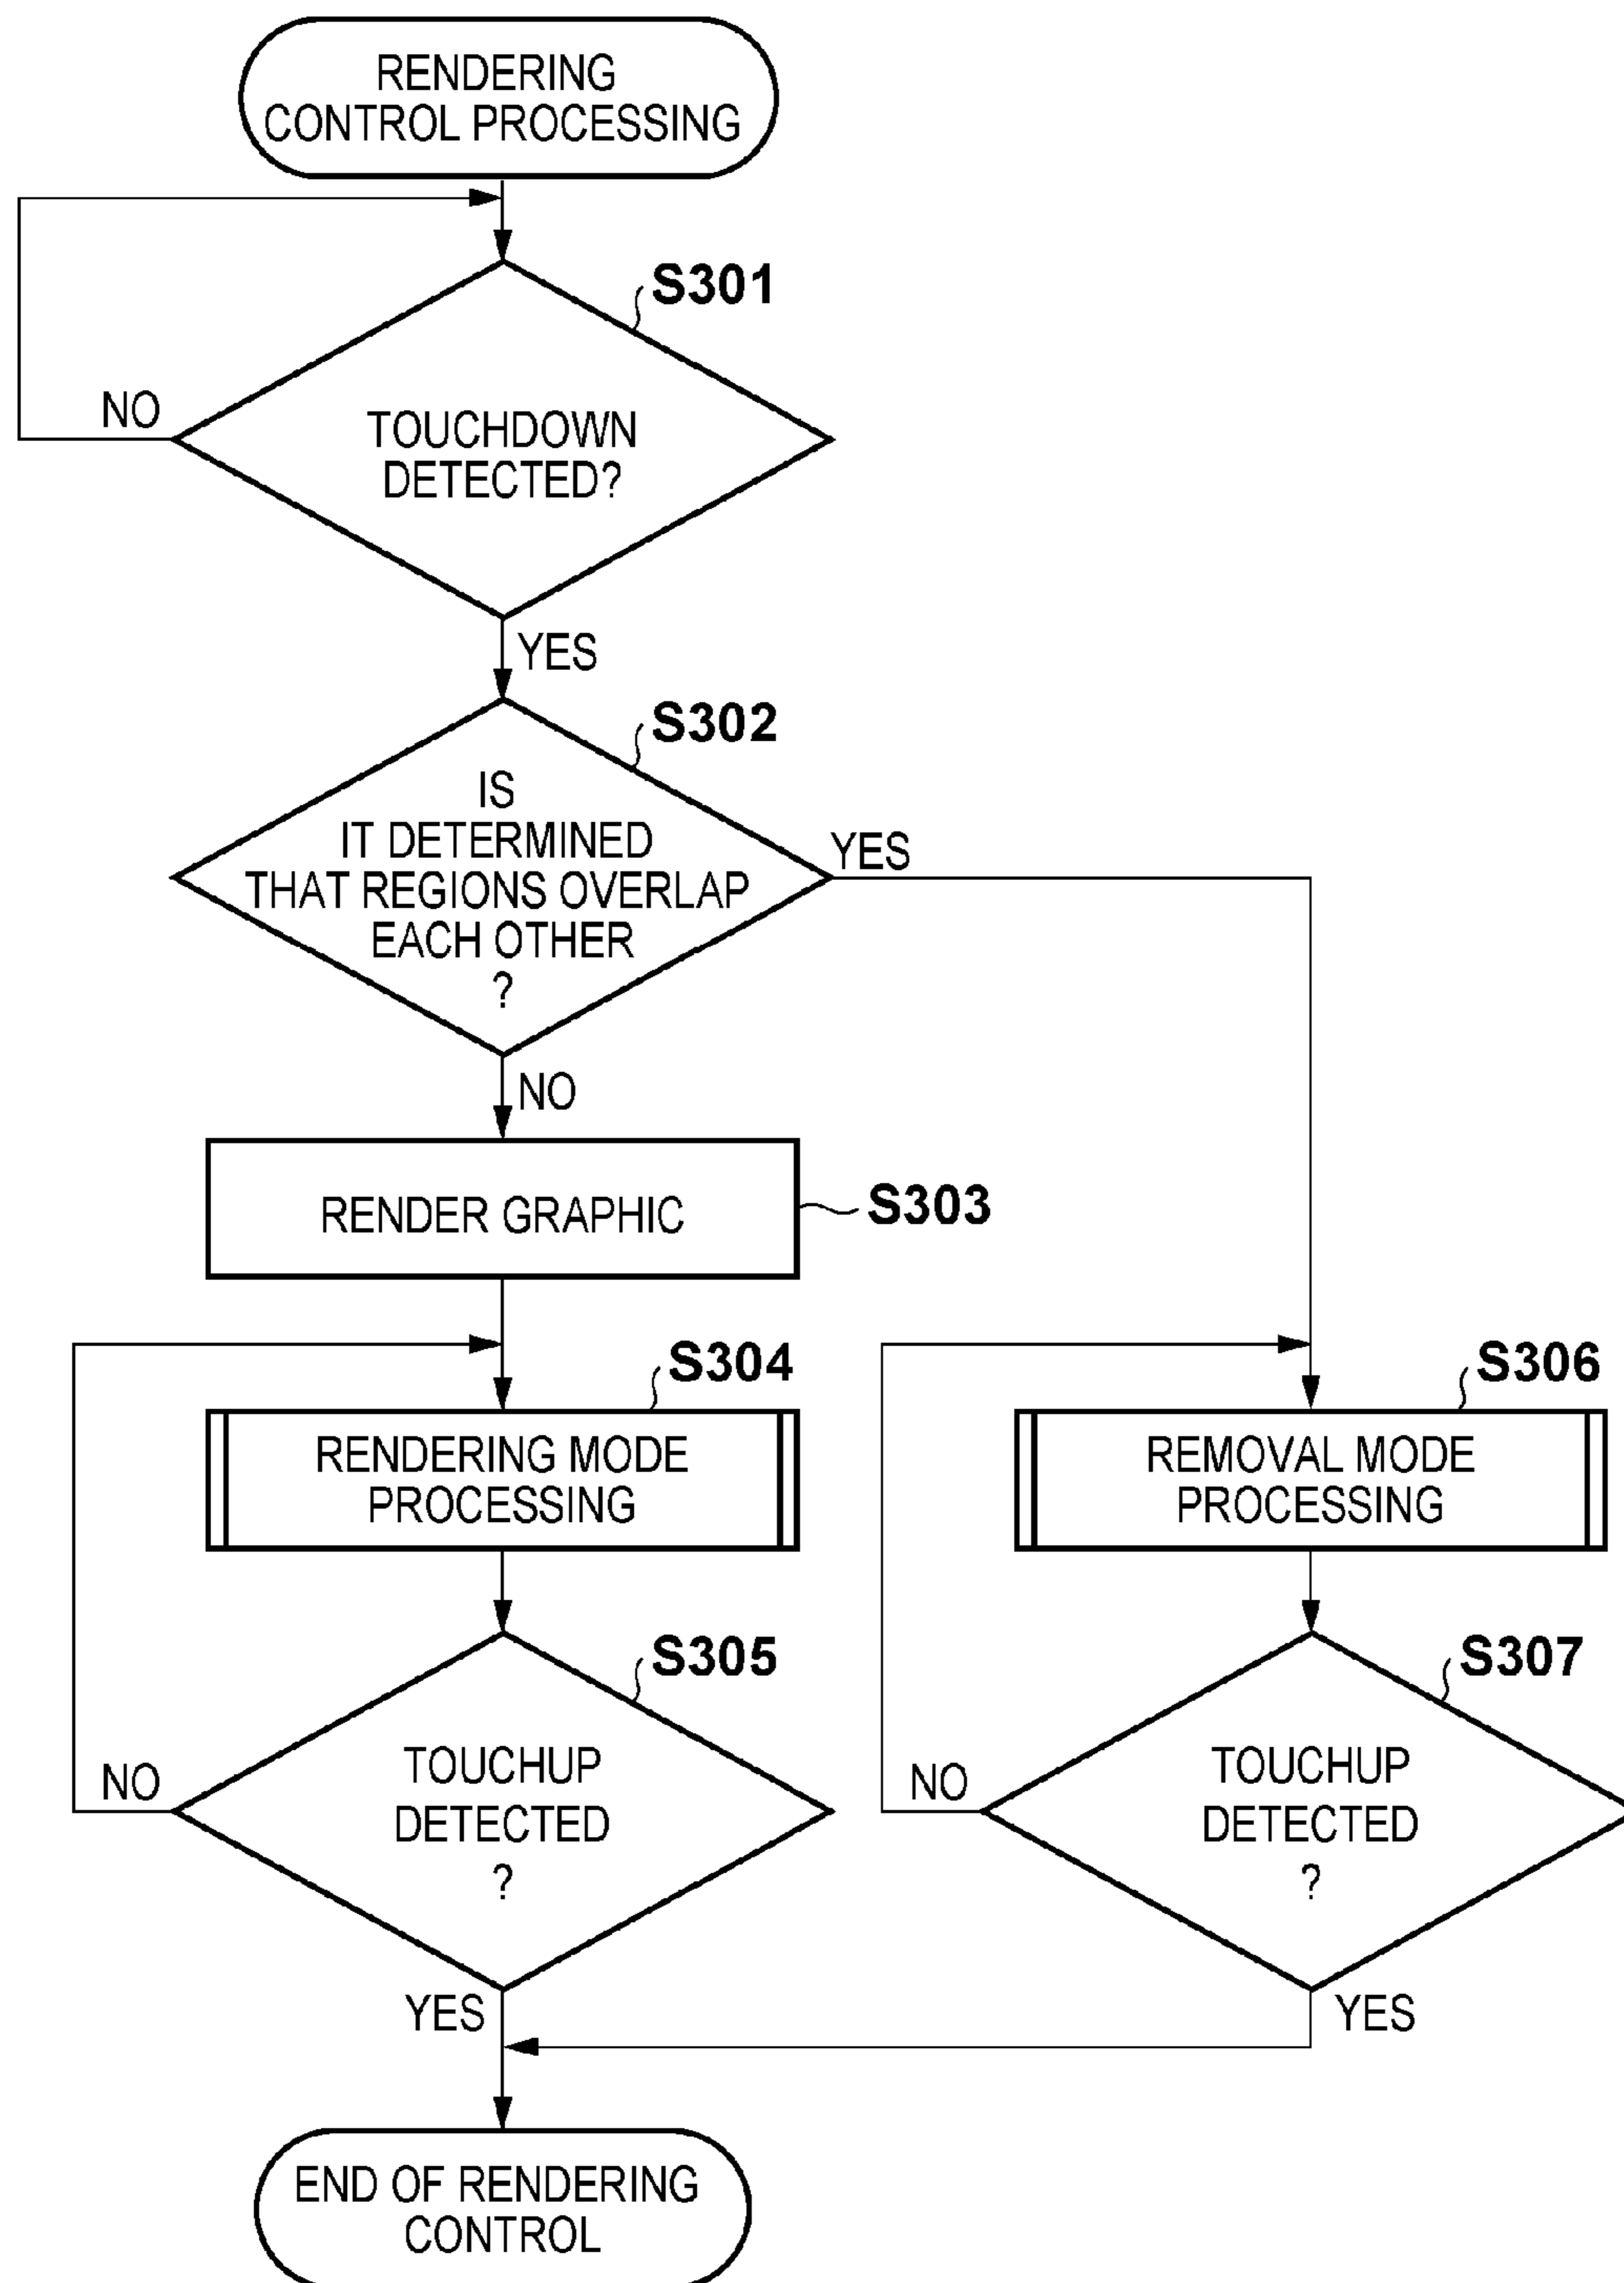 RENDERING
CONTROL PROCESSING
S301
NO
TOUCHDOWN
DETECTED?
YES
S302
IS
IT DETERMINED
THAT REGIONS OVERLAP
EACH OTHER
?
YES
NO
RENDER GRAPHIC
S303
S304
RENDERING MODE
PROCESSING
S306
REMOVAL MODE
PROCESSING
S305
TOUCHUP
DETECTED
?
NO
YES
S307
TOUCHUP
DETECTED
?
NO
YES
END OF RENDERING
CONTROL